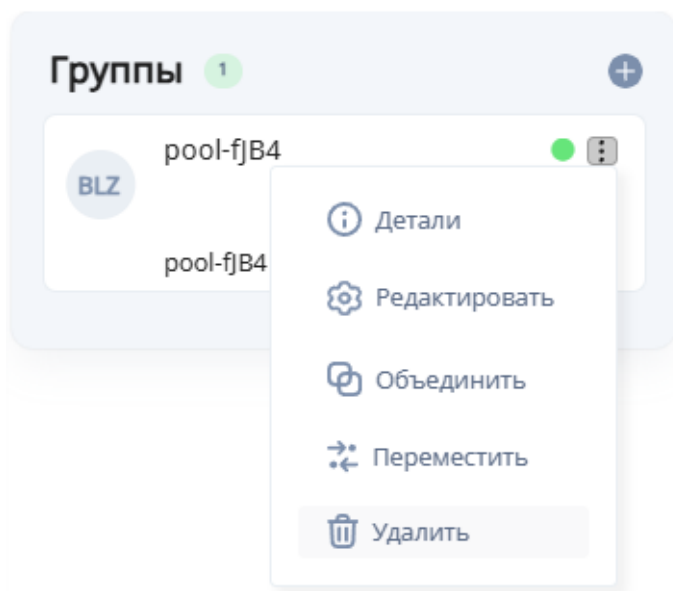 Группы 1
pool-fJB4
BLZ
pool-fJB4
Детали
Редактировать
Объединить
Переместить
Удалить